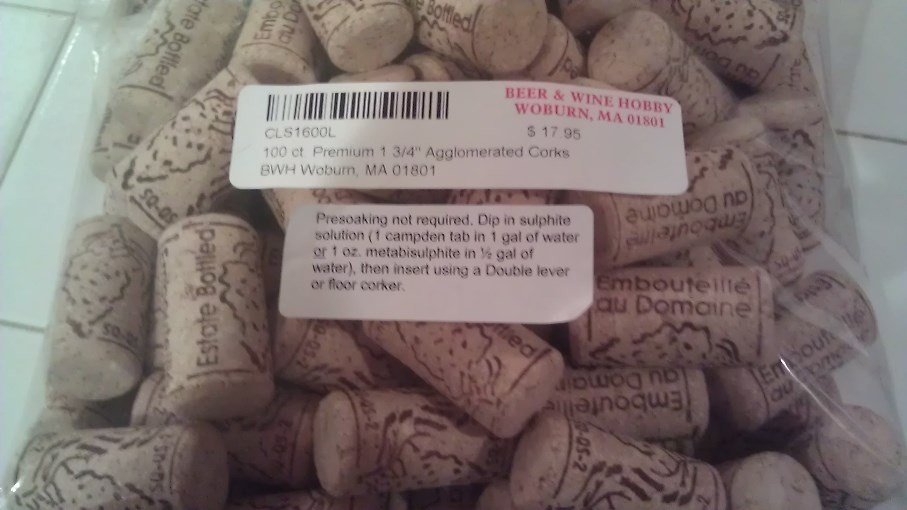 BEER & WINE HOBBY
WOBURN, MA 01801
CLS1600L
$ 17.95
100 ct. Premium 1 3/4" Agglomerated Corks
BWH Woburn, MA 01801
Presoaking not required. Dip in sulphite
solution (1 campden tab in 1 gal of water
or 1 oz. metabisulphite in ½ gal of
water), then insert using a Double lever
or floor corker.
Estate Bottled
Embouteillé
au Domaine
Estate Bottled
Embouteillé
au Domaine
Embouteillé
au Domaine